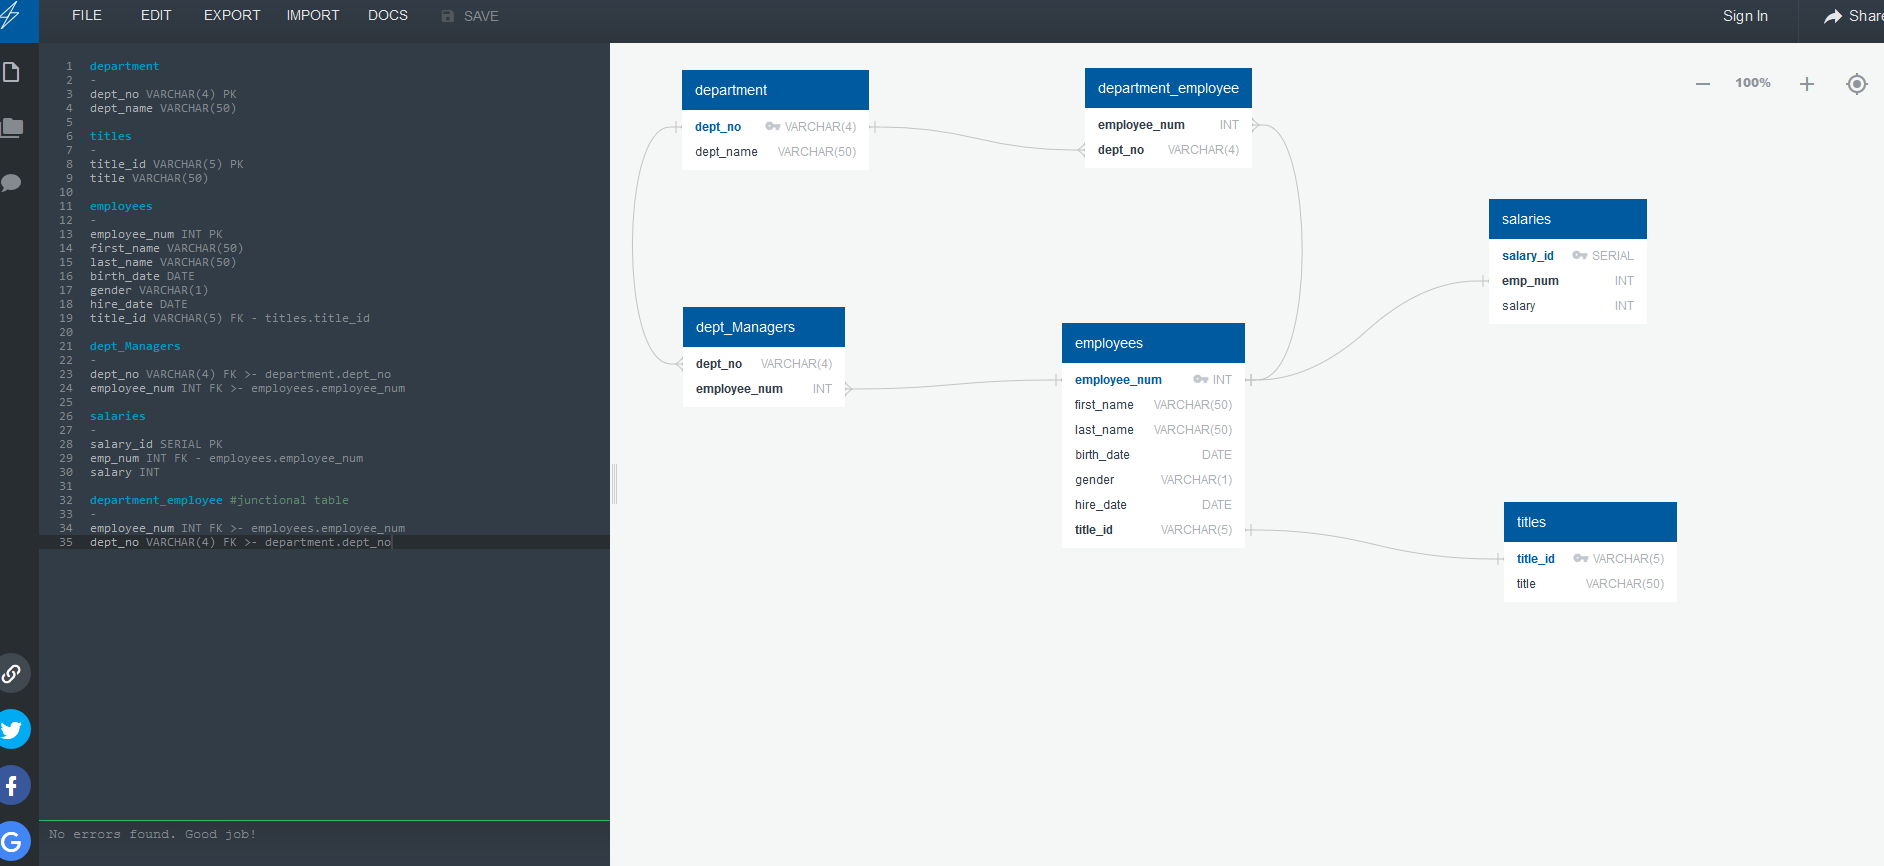 FILE EDIT EXPORT IMPORT DOCS SAVE Sign In Share
1 department
2 -
3 dept_no VARCHAR(4) PK
4 dept_name VARCHAR(50)
5
6 titles
7 -
8 title_id VARCHAR(5) PK
9 title VARCHAR(50)
10
11 employees
12 -
13 employee_num INT PK
14 first_name VARCHAR(50)
15 last_name VARCHAR(50)
16 birth_date DATE
17 gender VARCHAR(1)
18 hire_date DATE
19 title_id VARCHAR(5) FK - titles.title_id
20
21 dept_Managers
22 -
23 dept_no VARCHAR(4) FK >- department.dept_no
24 employee_num INT FK >- employees.employee_num
25
26 salaries
27 -
28 salary_id SERIAL PK
29 emp_num INT FK - employees.employee_num
30 salary INT
31
32 department_employee #junctional table
33 -
34 employee_num INT FK >- employees.employee_num
35 dept_no VARCHAR(4) FK >- department.dept_no
No errors found. Good job!
100%
department
dept_no VARCHAR(4)
dept_name VARCHAR(50)
department_employee
employee_num INT
dept_no VARCHAR(4)
salaries
salary_id SERIAL
emp_num INT
salary INT
dept_Managers
dept_no VARCHAR(4)
employee_num INT
employees
employee_num INT
first_name VARCHAR(50)
last_name VARCHAR(50)
birth_date DATE
gender VARCHAR(1)
hire_date DATE
title_id VARCHAR(5)
titles
title_id VARCHAR(5)
title VARCHAR(50)